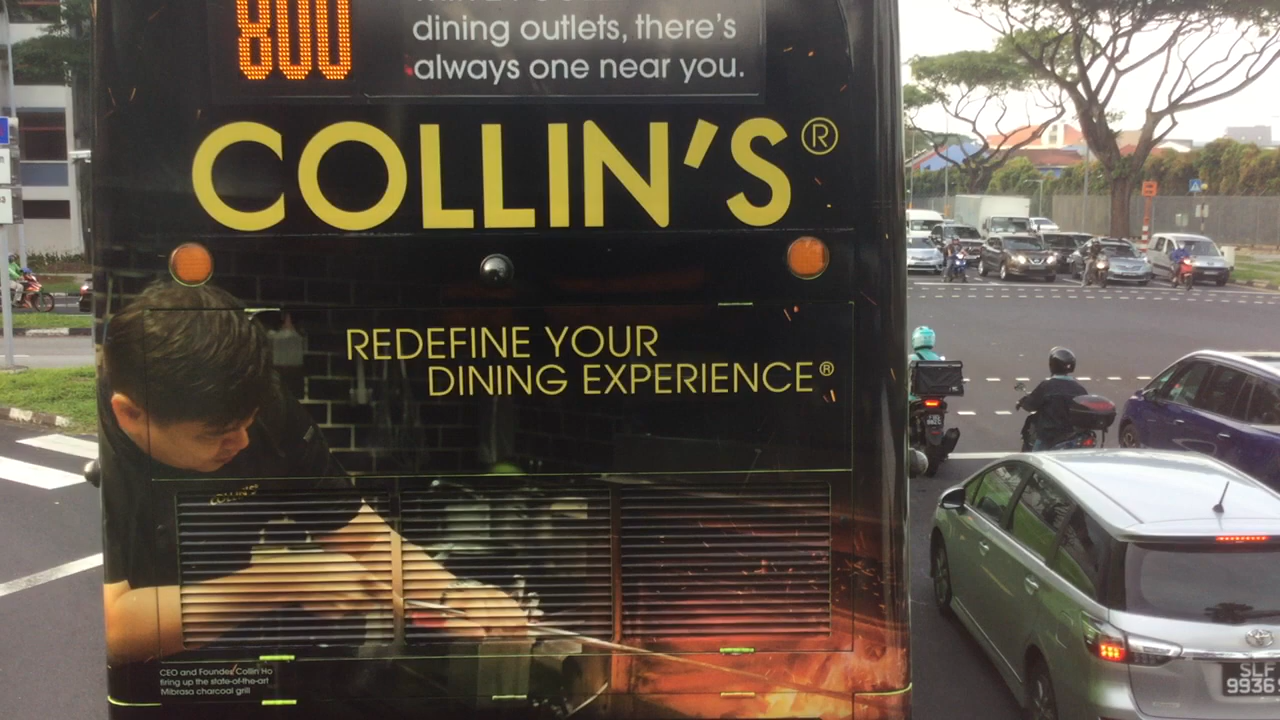 800
dining outlets, there's
always one near you.
COLLIN'S®
REDEFINE YOUR
DINING EXPERIENCE®
COLLIN'S
CEO and Founder, Collin Ho
firing up the state-of-the-art
Mibrasa charcoal grill
SLF
9936